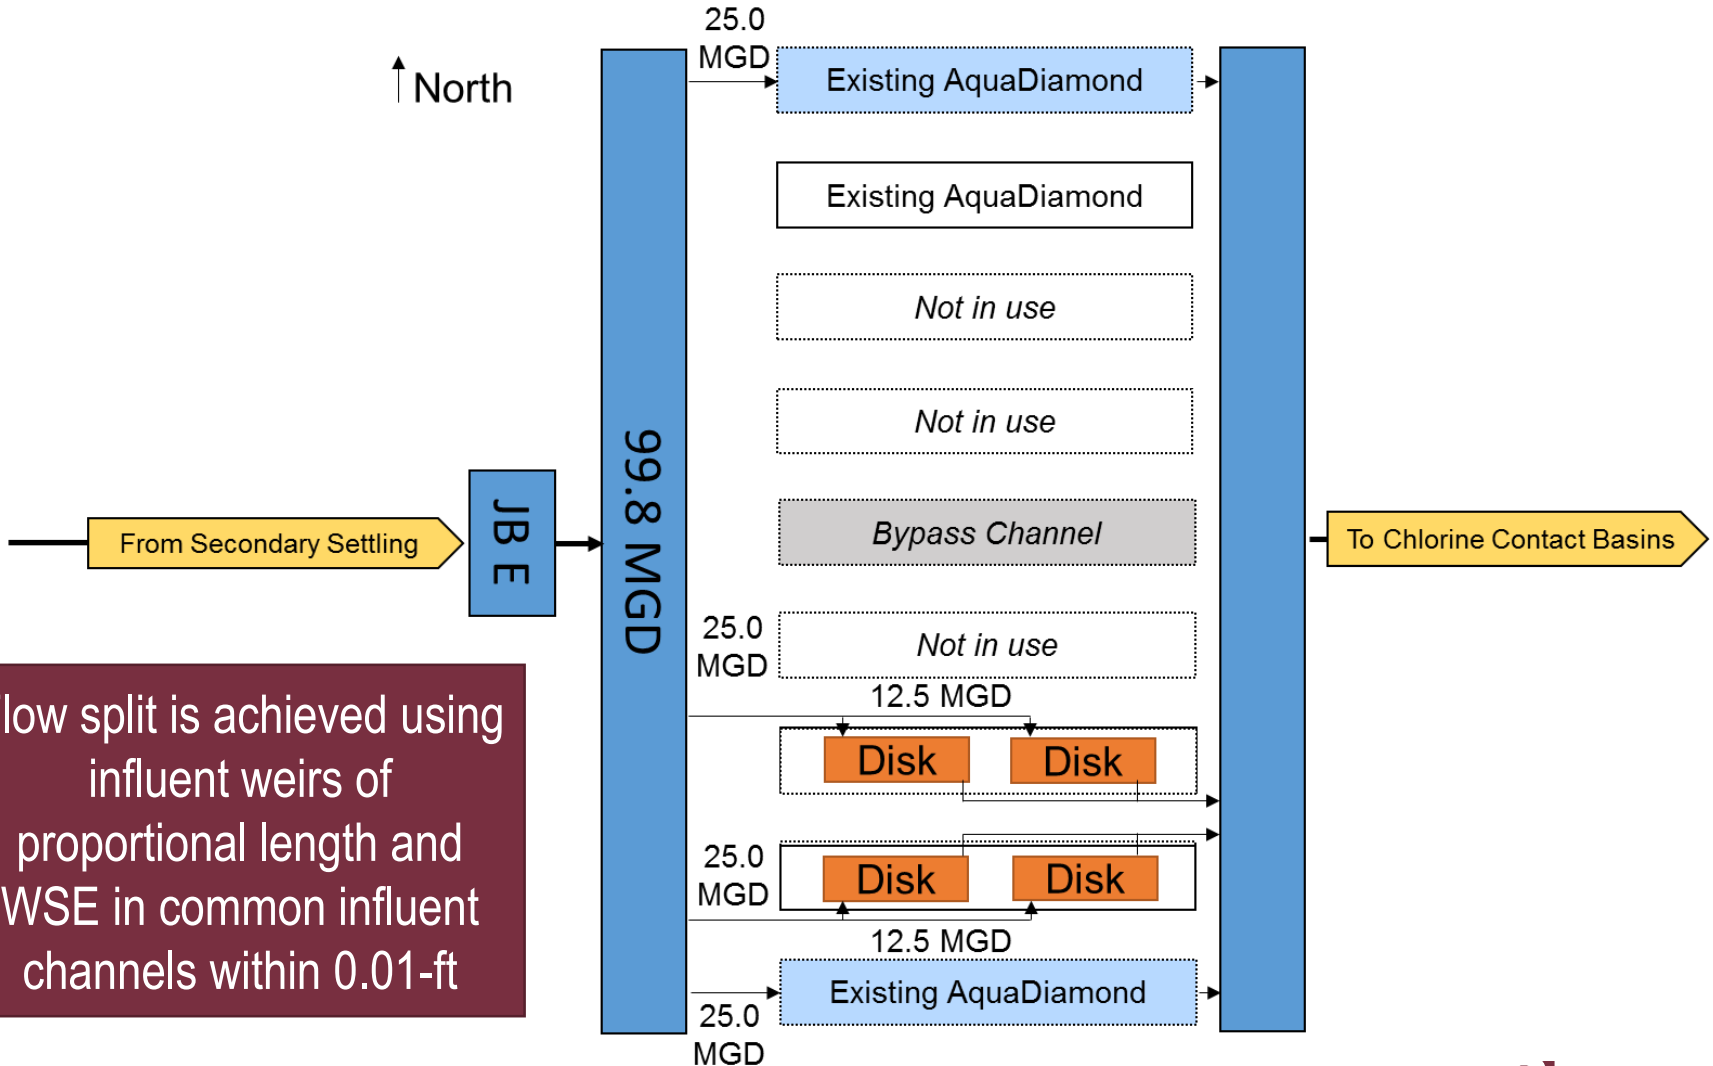 25.0
MGD
North
Existing AquaDiamond
Existing AquaDiamond
Not in use
Not in use
99.8 MGD
JB E
From Secondary Settling
Bypass Channel
To Chlorine Contact Basins
25.0
MGD
Not in use
12.5 MGD
Disk
Disk
low split is achieved using
influent weirs of
proportional length and
WSE in common influent
channels within 0.01-ft
25.0
MGD
Disk
Disk
12.5 MGD
Existing AquaDiamond
25.0
MGD